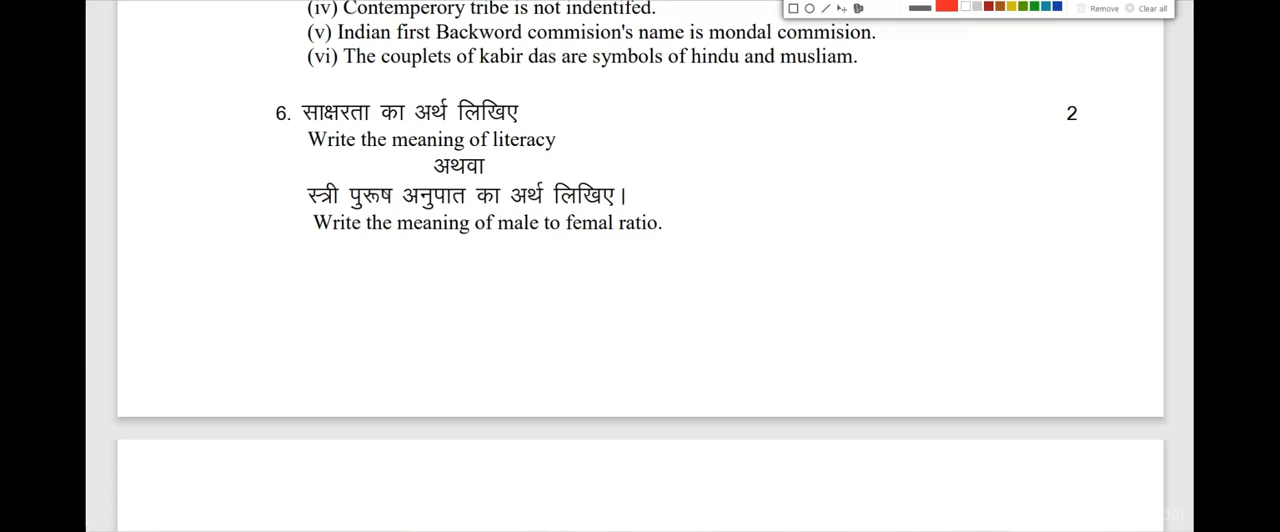 (iv) Contemperory tribe is not indentifed.
Remove Clear all
(v) Indian first Backword commision's name is mondal commision.
(vi) The couplets of kabir das are symbols of hindu and musliam.
6. साक्षरता का अर्थ लिखिए 2
Write the meaning of literacy
अथवा
स्त्री पुरूष अनुपात का अर्थ लिखिए।
Write the meaning of male to femal ratio.